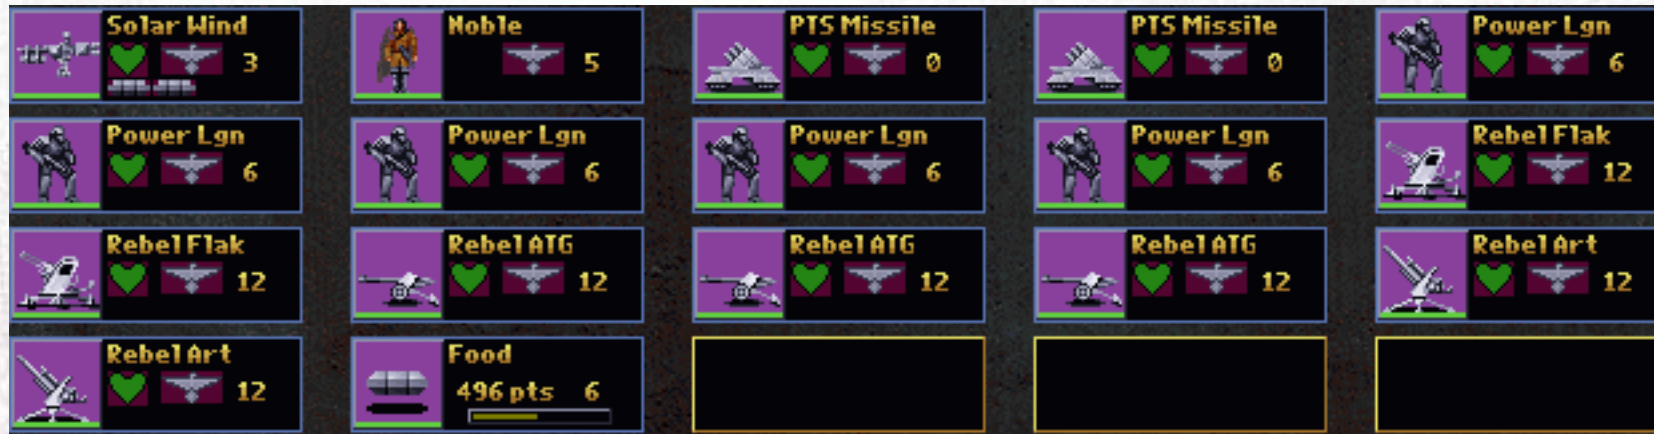 Solar Wind
3
Noble
5
PTS Missile
0
PTS Missile
0
Power Lgn
6
Power Lgn
6
Power Lgn
6
Power Lgn
6
Power Lgn
6
Rebel Flak
12
Rebel Flak
12
Rebel ATG
12
Rebel ATG
12
Rebel ATG
12
Rebel Art
12
Rebel Art
12
Food
496 pts 6